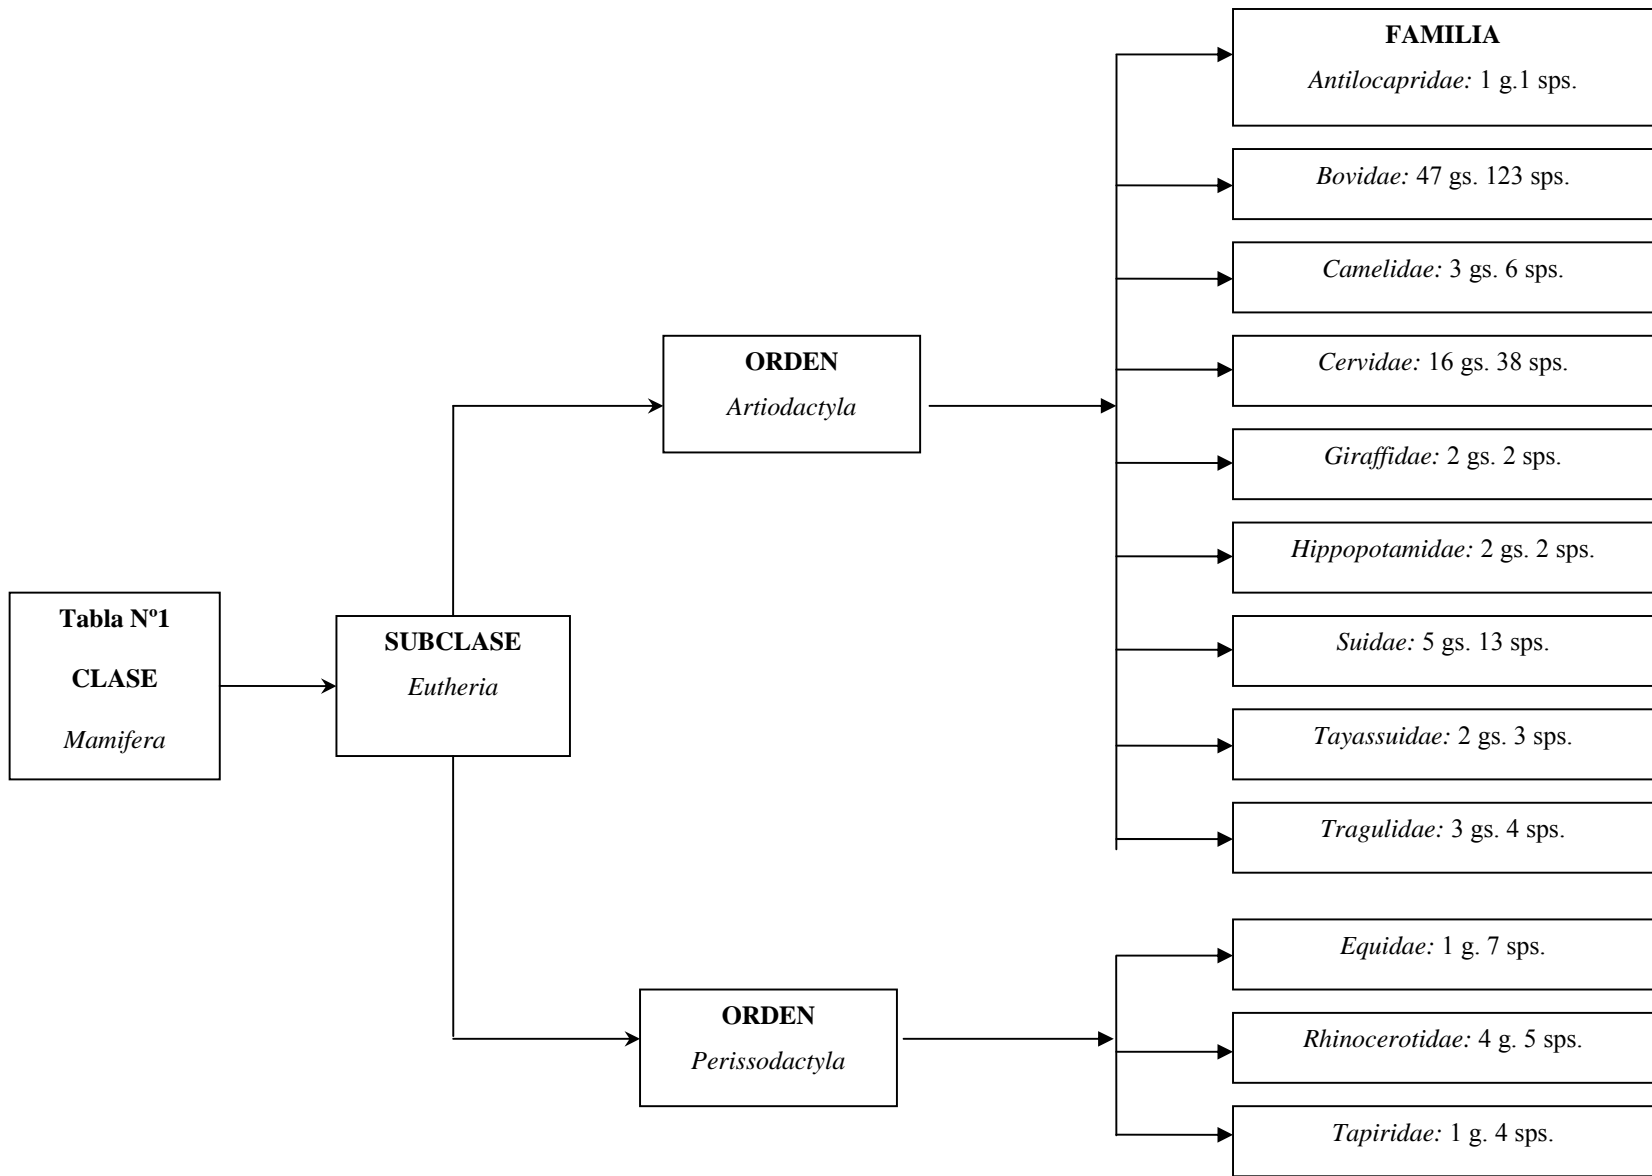 FAMILIA
Antilocapridae: 1 g.1 sps.
Bovidae: 47 gs. 123 sps.
Camelidae: 3 gs. 6 sps.
ORDEN
Artiodactyla
Cervidae: 16 gs. 38 sps.
Giraffidae: 2 gs. 2 sps.
Hippopotamidae: 2 gs. 2 sps.
Tabla Nº1
CLASE
Mamifera
SUBCLASE
Eutheria
Suidae: 5 gs. 13 sps.
Tayassuidae: 2 gs. 3 sps.
Tragulidae: 3 gs. 4 sps.
Equidae: 1 g. 7 sps.
ORDEN
Perissodactyla
Rhinocerotidae: 4 g. 5 sps.
Tapiridae: 1 g. 4 sps.